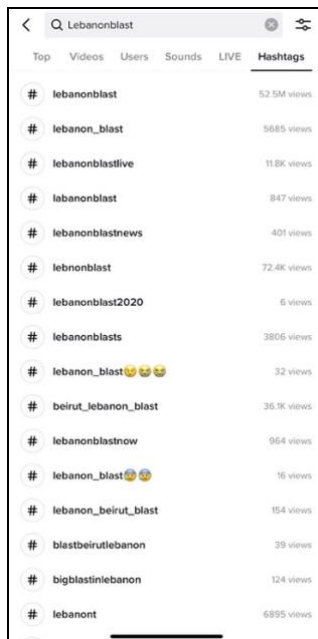 Lebanonblast
Top Videos Users Sounds LIVE Hashtags
# lebanonblast 52.5M views
# lebanon_blast 5685 views
# lebanonblastlive 11.8K views
# labanonblast 847 views
# lebanonblastnews 401 views
# lebnonblast 72.4K views
# lebanonblast2020 6 views
# lebanonblasts 3806 views
# lebanon_blast😢😭😭 32 views
# beirut_lebanon_blast 36.1K views
# lebanonblastnow 964 views
# lebanon_blast😰😰 16 views
# lebanon_beirut_blast 154 views
# blastbeirutlebanon 39 views
# bigblastinlebanon 124 views
# lebanont 6895 views